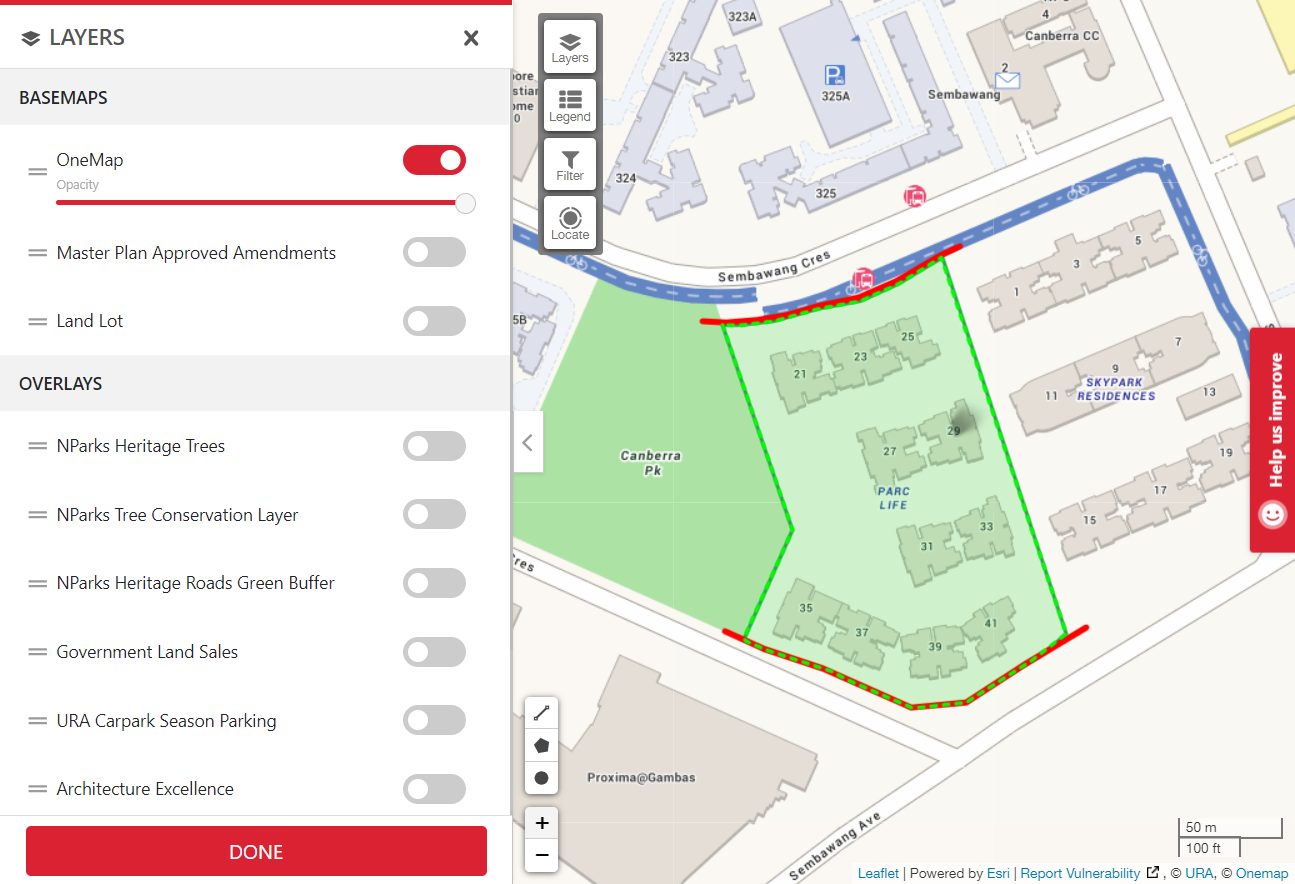 LAYERS
BASEMAPS
OneMap
Opacity
Master Plan Approved Amendments
Land Lot
OVERLAYS
NParks Heritage Trees
NParks Tree Conservation Layer
NParks Heritage Roads Green Buffer
Government Land Sales
URA Carpark Season Parking
Architecture Excellence
DONE
Layers
Legend
Filter
Locate
323A
323
4
Canberra CC
2
P
325A
Sembawang
324
325
Sembawang Cres
5
3
1
5B
21
23
25
7
9
11
SKYPARK
RESIDENCES
13
Canberra
Pk
27
29
PARC
LIFE
19
17
15
31
33
35
37
39
41
Proxima@Gambas
Sembawang Ave
Help us improve
+
−
50 m
100 ft
Leaflet | Powered by Esri | Report Vulnerability , © URA, © Onemap